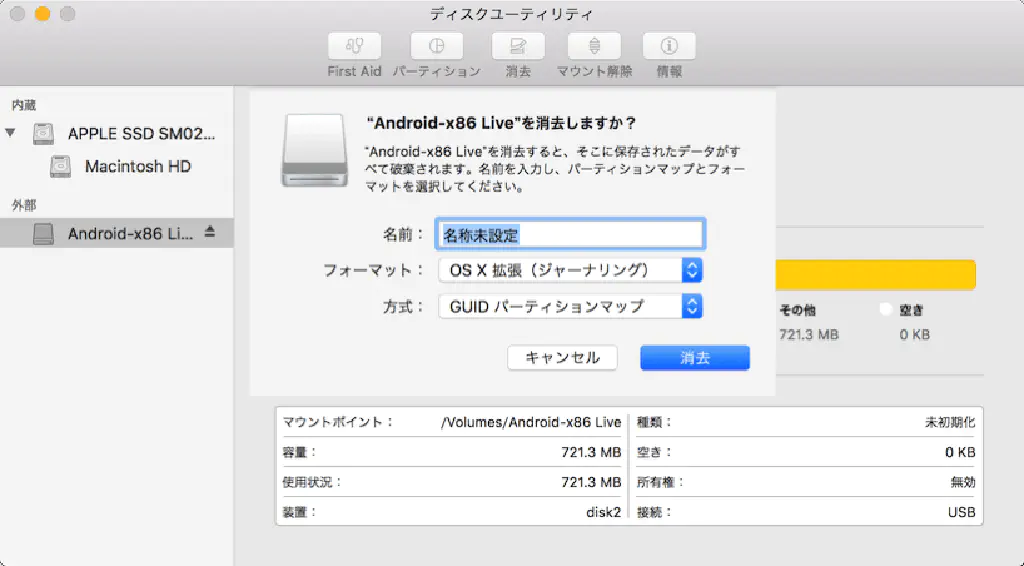 ディスクユーティリティ
First Aid
パーティション
消去
マウント解除
情報
内蔵
APPLE SSD SM02...
Macintosh HD
外部
Android-x86 Li...
"Android-x86 Live"を消去しますか？
"Android-x86 Live"を消去すると、そこに保存されたデータがす
べて破棄されます。名前を入力し、パーティションマップとフォー
マットを選択してください。
名前：
名称未設定
フォーマット：
OS X 拡張（ジャーナリング）
方式：
GUID パーティションマップ
キャンセル
消去
その他
721.3 MB
空き
0 KB
マウントポイント：
/Volumes/Android-x86 Live
種類：
未初期化
容量：
721.3 MB
空き：
0 KB
使用状況：
721.3 MB
所有権：
無効
装置：
disk2
接続：
USB